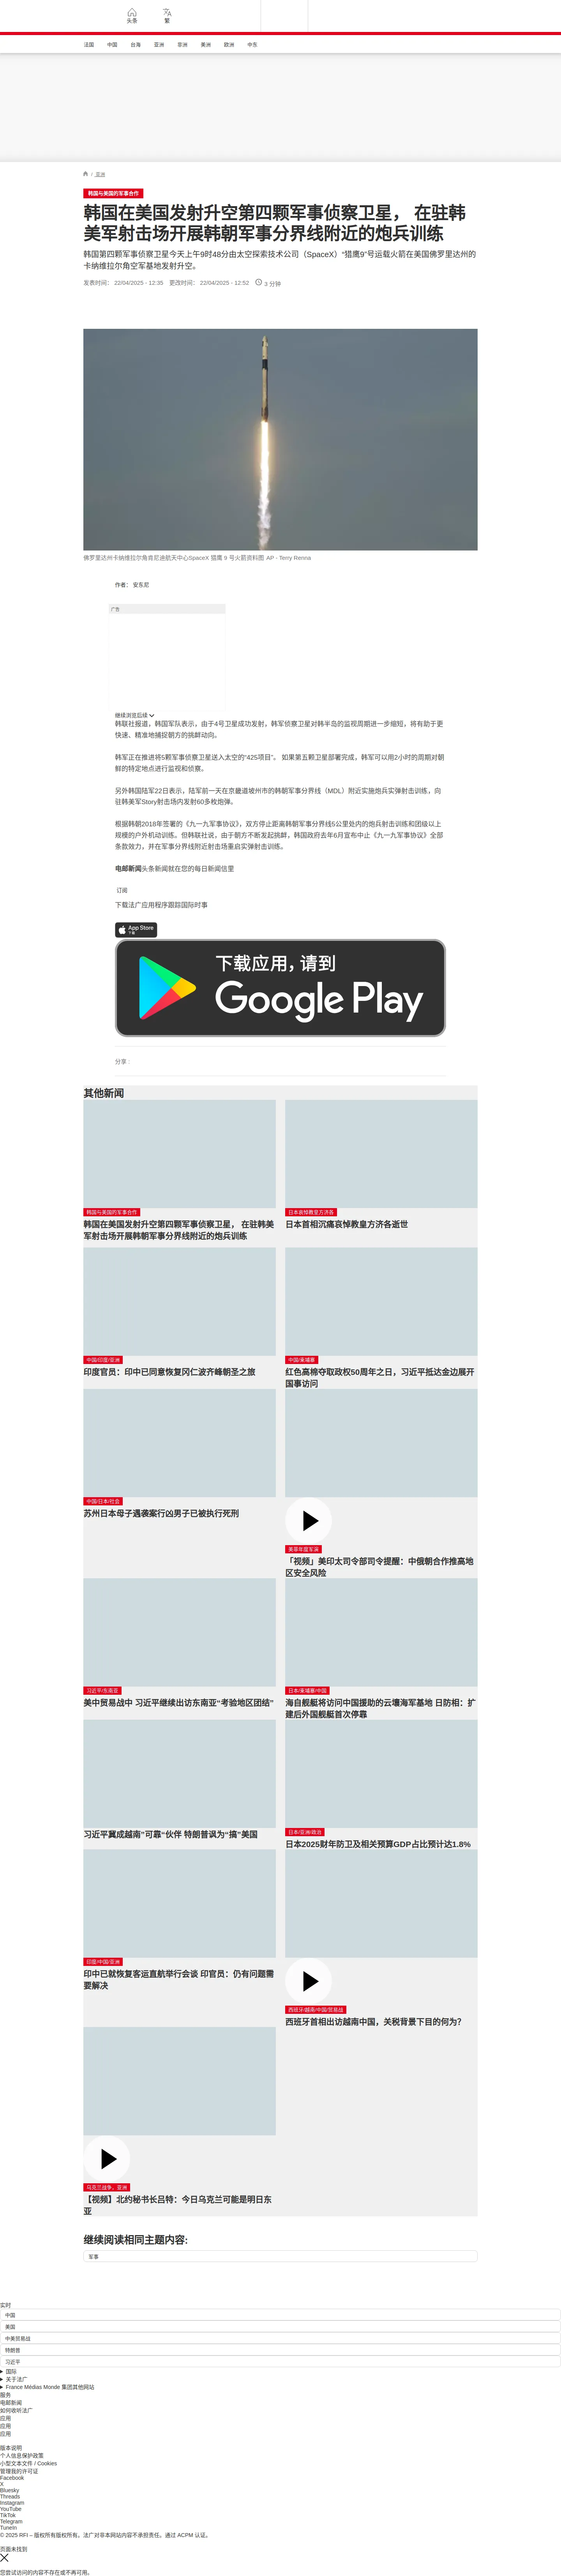 头条
繁
法国
中国
台海
亚洲
非洲
美洲
欧洲
中东
/ 亚洲
韩国与美国的军事合作
韩国在美国发射升空第四颗军事侦察卫星， 在驻韩
美军射击场开展韩朝军事分界线附近的炮兵训练
韩国第四颗军事侦察卫星今天上午9时48分由太空探索技术公司（SpaceX）“猎鹰9”号运载火箭在美国佛罗里达州的
卡纳维拉尔角空军基地发射升空。
发表时间： 22/04/2025 - 12:35 更改时间： 22/04/2025 - 12:52 3 分钟
佛罗里达州卡纳维拉尔角肯尼迪航天中心SpaceX 猎鹰 9 号火箭资料图 AP - Terry Renna
作者： 安东尼
广告
继续浏览后续
韩联社报道，韩国军队表示，由于4号卫星成功发射，韩军侦察卫星对韩半岛的监视周期进一步缩短，将有助于更
快速、精准地捕捉朝方的挑衅动向。
韩军正在推进将5颗军事侦察卫星送入太空的“425项目”。 如果第五颗卫星部署完成，韩军可以用2小时的周期对朝
鲜的特定地点进行监视和侦察。
另外韩国陆军22日表示，陆军前一天在京畿道坡州市的韩朝军事分界线（MDL）附近实施炮兵实弹射击训练，向
驻韩美军Story射击场内发射60多枚炮弹。
根据韩朝2018年签署的《九一九军事协议》，双方停止距离韩朝军事分界线5公里处内的炮兵射击训练和团级以上
规模的户外机动训练。但韩联社说，由于朝方不断发起挑衅，韩国政府去年6月宣布中止《九一九军事协议》全部
条款效力，并在军事分界线附近射击场重启实弹射击训练。
电邮新闻头条新闻就在您的每日新闻信里
订阅
下载法广应用程序跟踪国际时事
App Store
下载
下载应用，请到
Google Play
分享 :
其他新闻
韩国与美国的军事合作
韩国在美国发射升空第四颗军事侦察卫星， 在驻韩美
军射击场开展韩朝军事分界线附近的炮兵训练
日本哀悼教皇方济各
日本首相沉痛哀悼教皇方济各逝世
中国/印度/亚洲
印度官员：印中已同意恢复冈仁波齐峰朝圣之旅
中国/柬埔寨
红色高棉夺取政权50周年之日，习近平抵达金边展开
国事访问
中国/日本/社会
苏州日本母子遇袭案行凶男子已被执行死刑
美菲年度军演
「视频」美印太司令部司令提醒：中俄朝合作推高地
区安全风险
习近平/东南亚
美中贸易战中 习近平继续出访东南亚“考验地区团结”
日本/柬埔寨/中国
海自舰艇将访问中国援助的云壤海军基地 日防相：扩
建后外国舰艇首次停靠
习近平冀成越南“可靠“伙伴 特朗普讽为“搞”美国
日本/亚洲/政治
日本2025财年防卫及相关预算GDP占比预计达1.8%
印度/中国/亚洲
印中已就恢复客运直航举行会谈 印官员：仍有问题需
要解决
西班牙/越南/中国/贸易战
西班牙首相出访越南中国，关税背景下目的何为？
乌克兰战争，亚洲
【视频】北约秘书长吕特：今日乌克兰可能是明日东
亚
继续阅读相同主题内容:
军事
实时
中国
美国
中美贸易战
特朗普
习近平
国际
关于法广
France Médias Monde 集团其他网站
服务
电邮新闻
如何收听法广
应用
应用
应用
版本说明
个人信息保护政策
小型文本文件 / Cookies
管理我的许可证
Facebook
X
Bluesky
Threads
Instagram
YouTube
TikTok
Telegram
TuneIn
© 2025 RFI – 版权所有版权所有。法广对非本网站内容不承担责任。通过 ACPM 认证。
页面未找到
您尝试访问的内容不存在或不再可用。